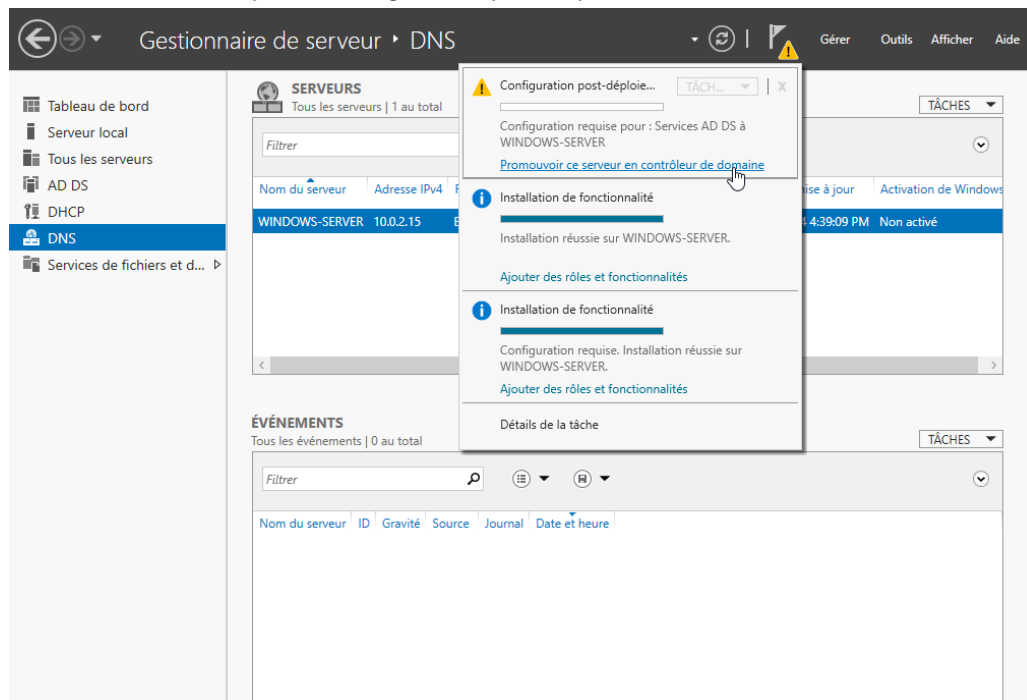 Gestionnaire de serveur ‣ DNS
Gérer Outils Afficher Aide
Tableau de bord
Serveur local
Tous les serveurs
AD DS
DHCP
DNS
Services de fichiers et d...
SERVEURS
Tous les serveurs | 1 au total
TÂCHES
Filtrer
Nom du serveur Adresse IPv4
ise à jour Activation de Windows
WINDOWS-SERVER 10.0.2.15
4:39:09 PM Non activé
Configuration post-déploie...
TÂCH... X
Configuration requise pour : Services AD DS à
WINDOWS-SERVER
Promouvoir ce serveur en contrôleur de domaine
Installation de fonctionnalité
Installation réussie sur WINDOWS-SERVER.
Ajouter des rôles et fonctionnalités
Installation de fonctionnalité
Configuration requise. Installation réussie sur
WINDOWS-SERVER.
Ajouter des rôles et fonctionnalités
Détails de la tâche
ÉVÉNEMENTS
Tous les événements | 0 au total
TÂCHES
Filtrer
Nom du serveur ID Gravité Source Journal Date et heure